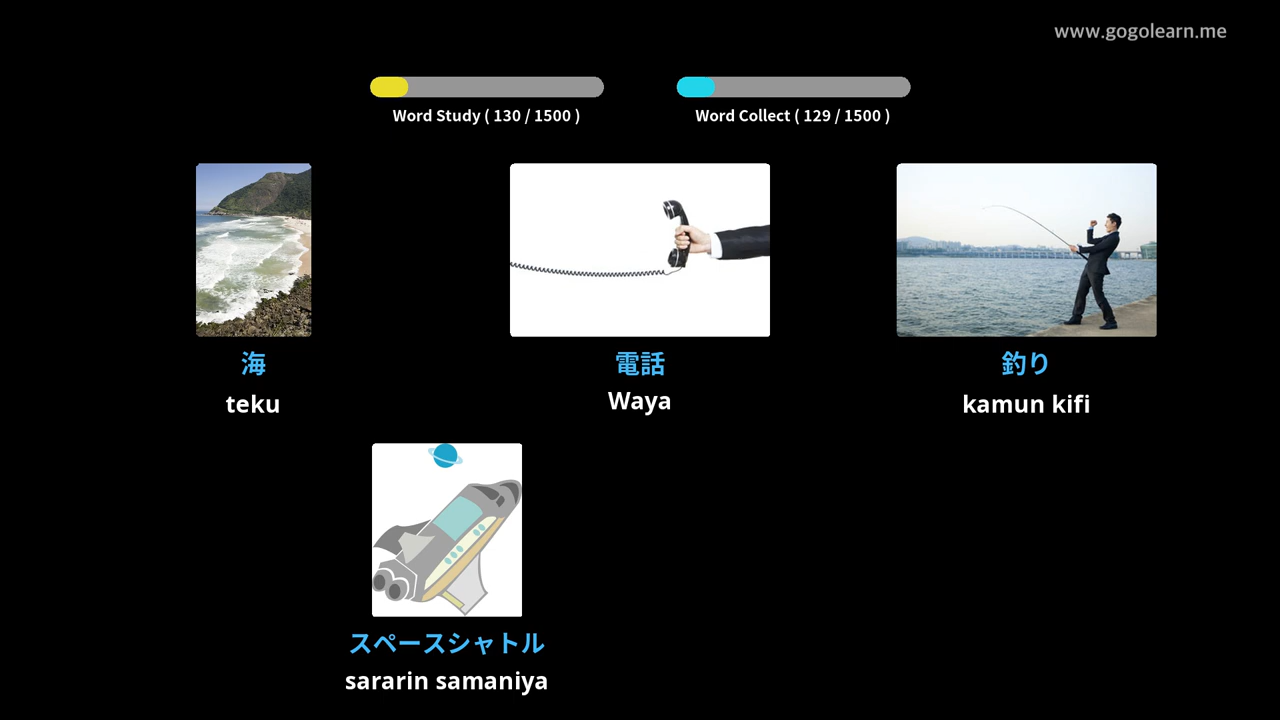 www.gogolearn.me
Word Study ( 130 / 1500 )
Word Collect ( 129 / 1500 )
海
teku
電話
Waya
釣り
kamun kifi
スペースシャトル
sararin samaniya